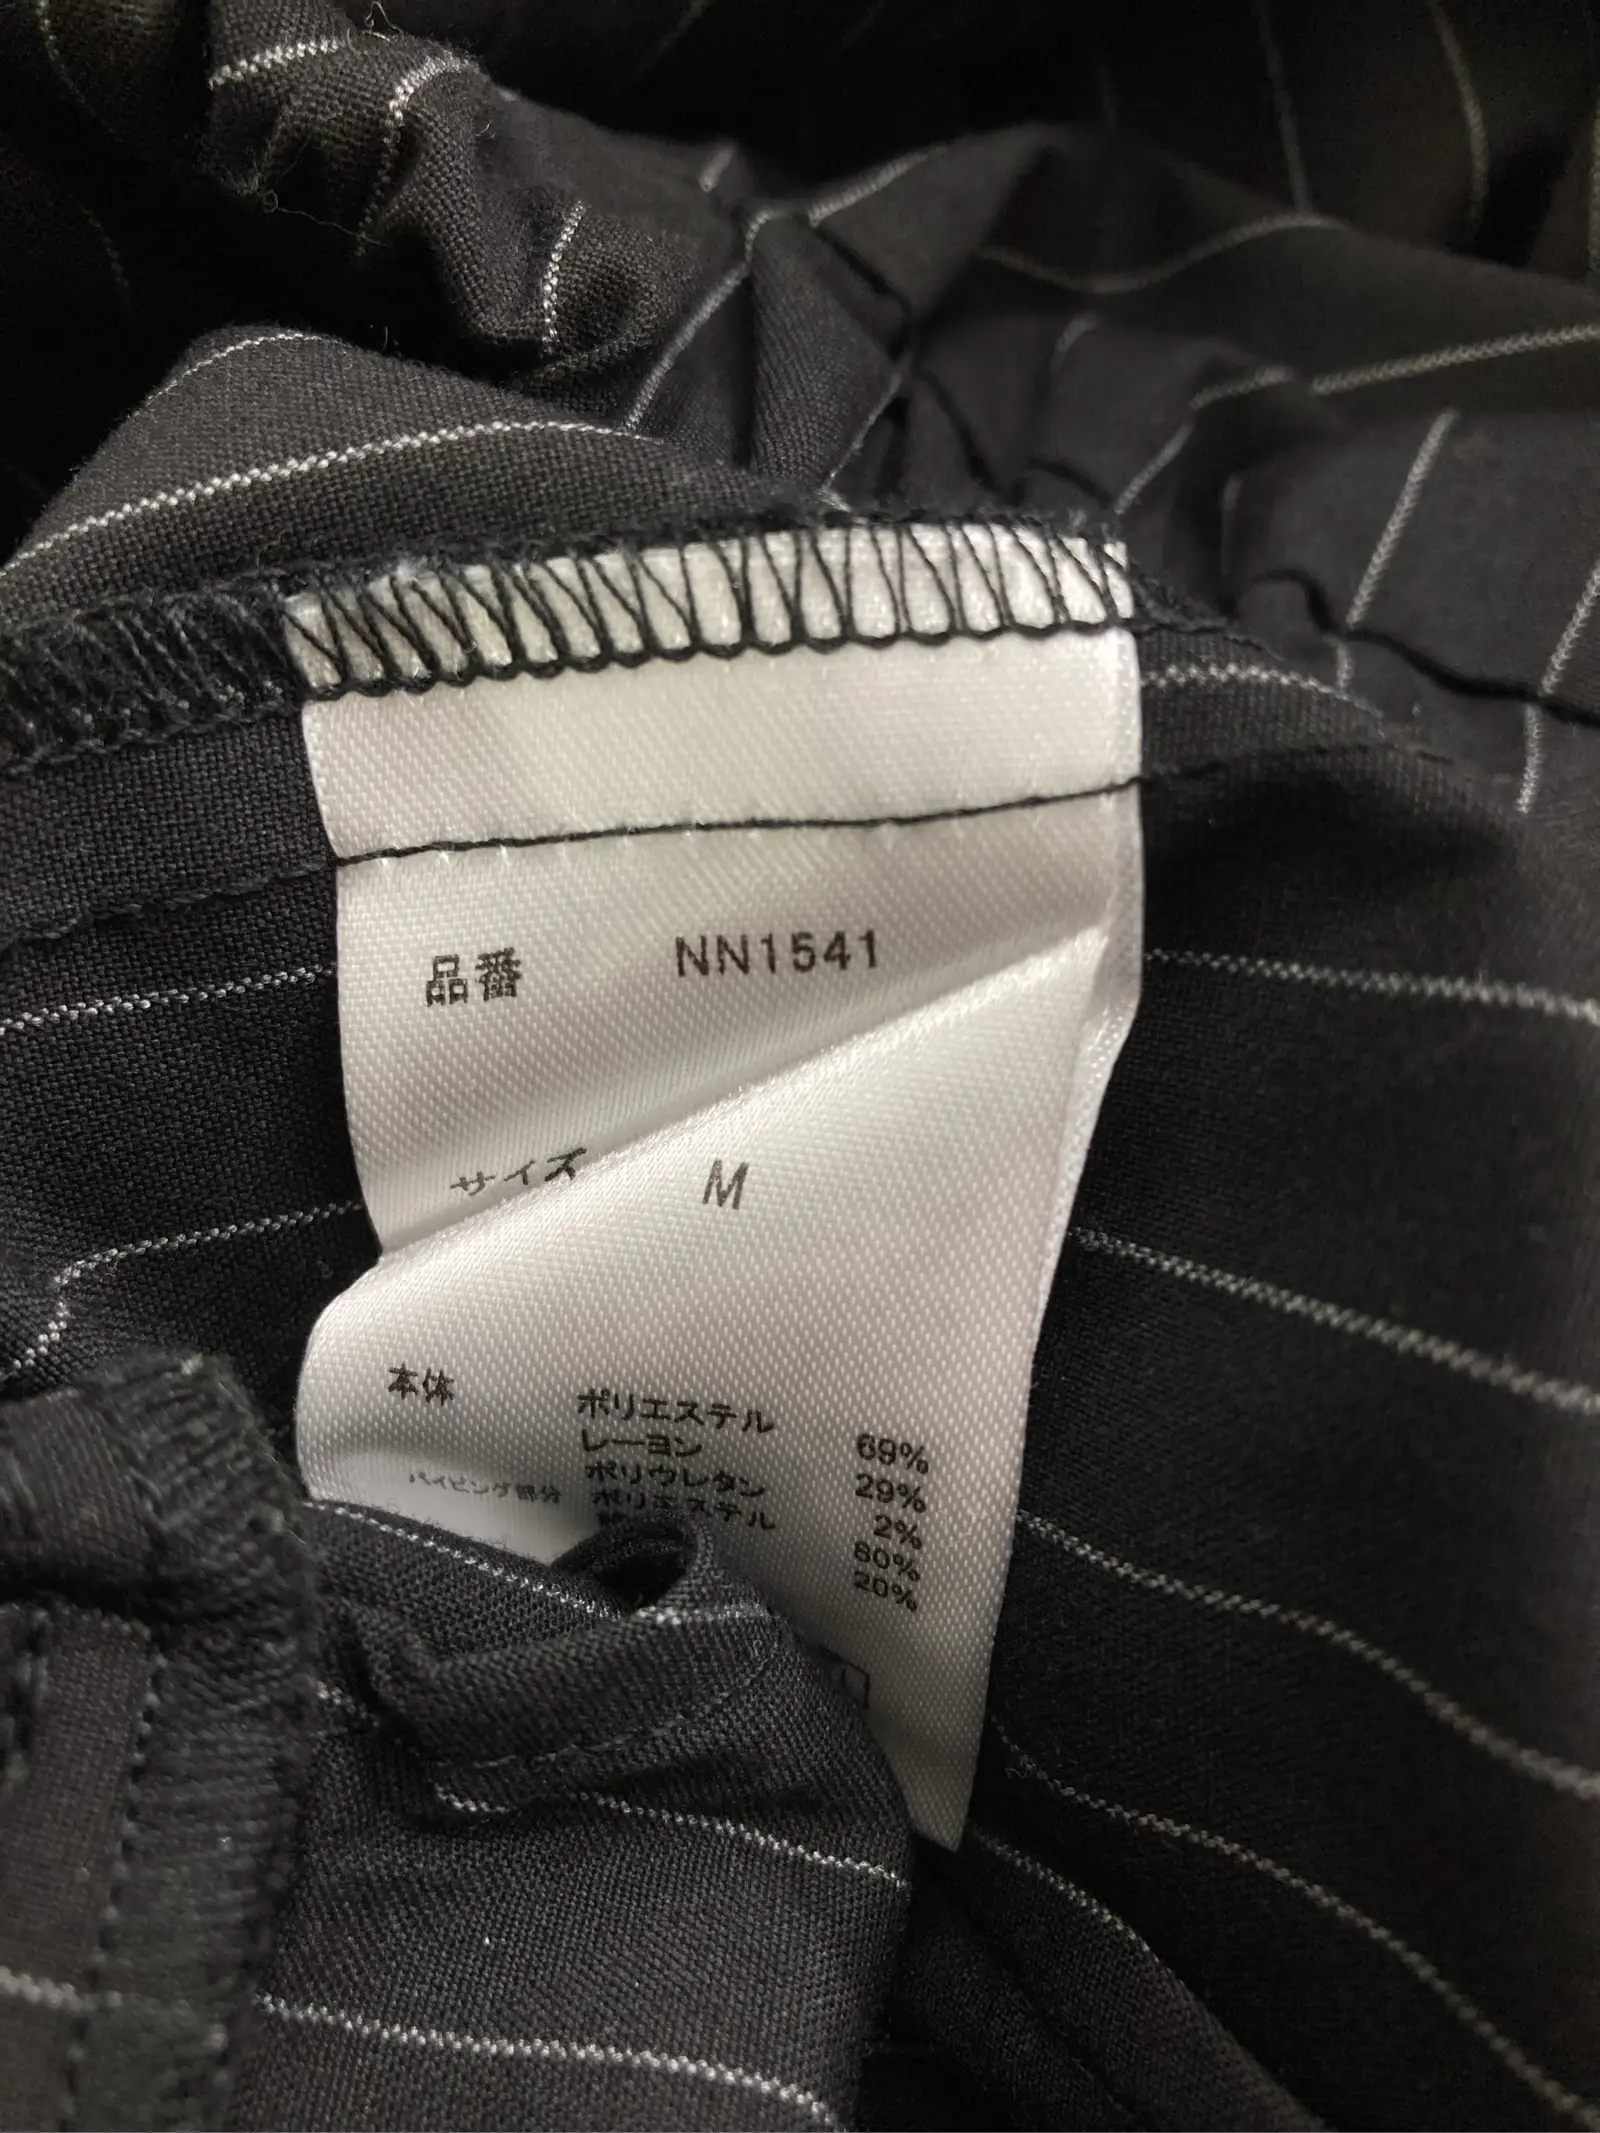 品番 NN1541
サイズ M
本体 ポリエステル 69%
レーヨン 29%
ポリウレタン 2%
パイピング部分 ポリエステル 80%
20%